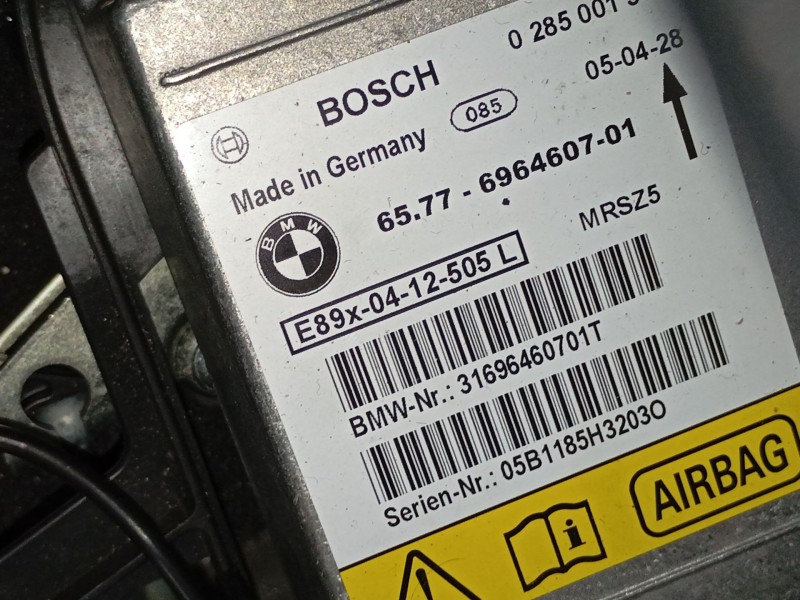 BOSCH 0 285 001
Made in Germany 085 05-04-28
65.77 - 6964607-01
BMW MRSZ5
E89x-04-12-505 L
BMW-Nr.: 31696460701T
Serien-Nr.: 05B1185H3203O
AIRBAG